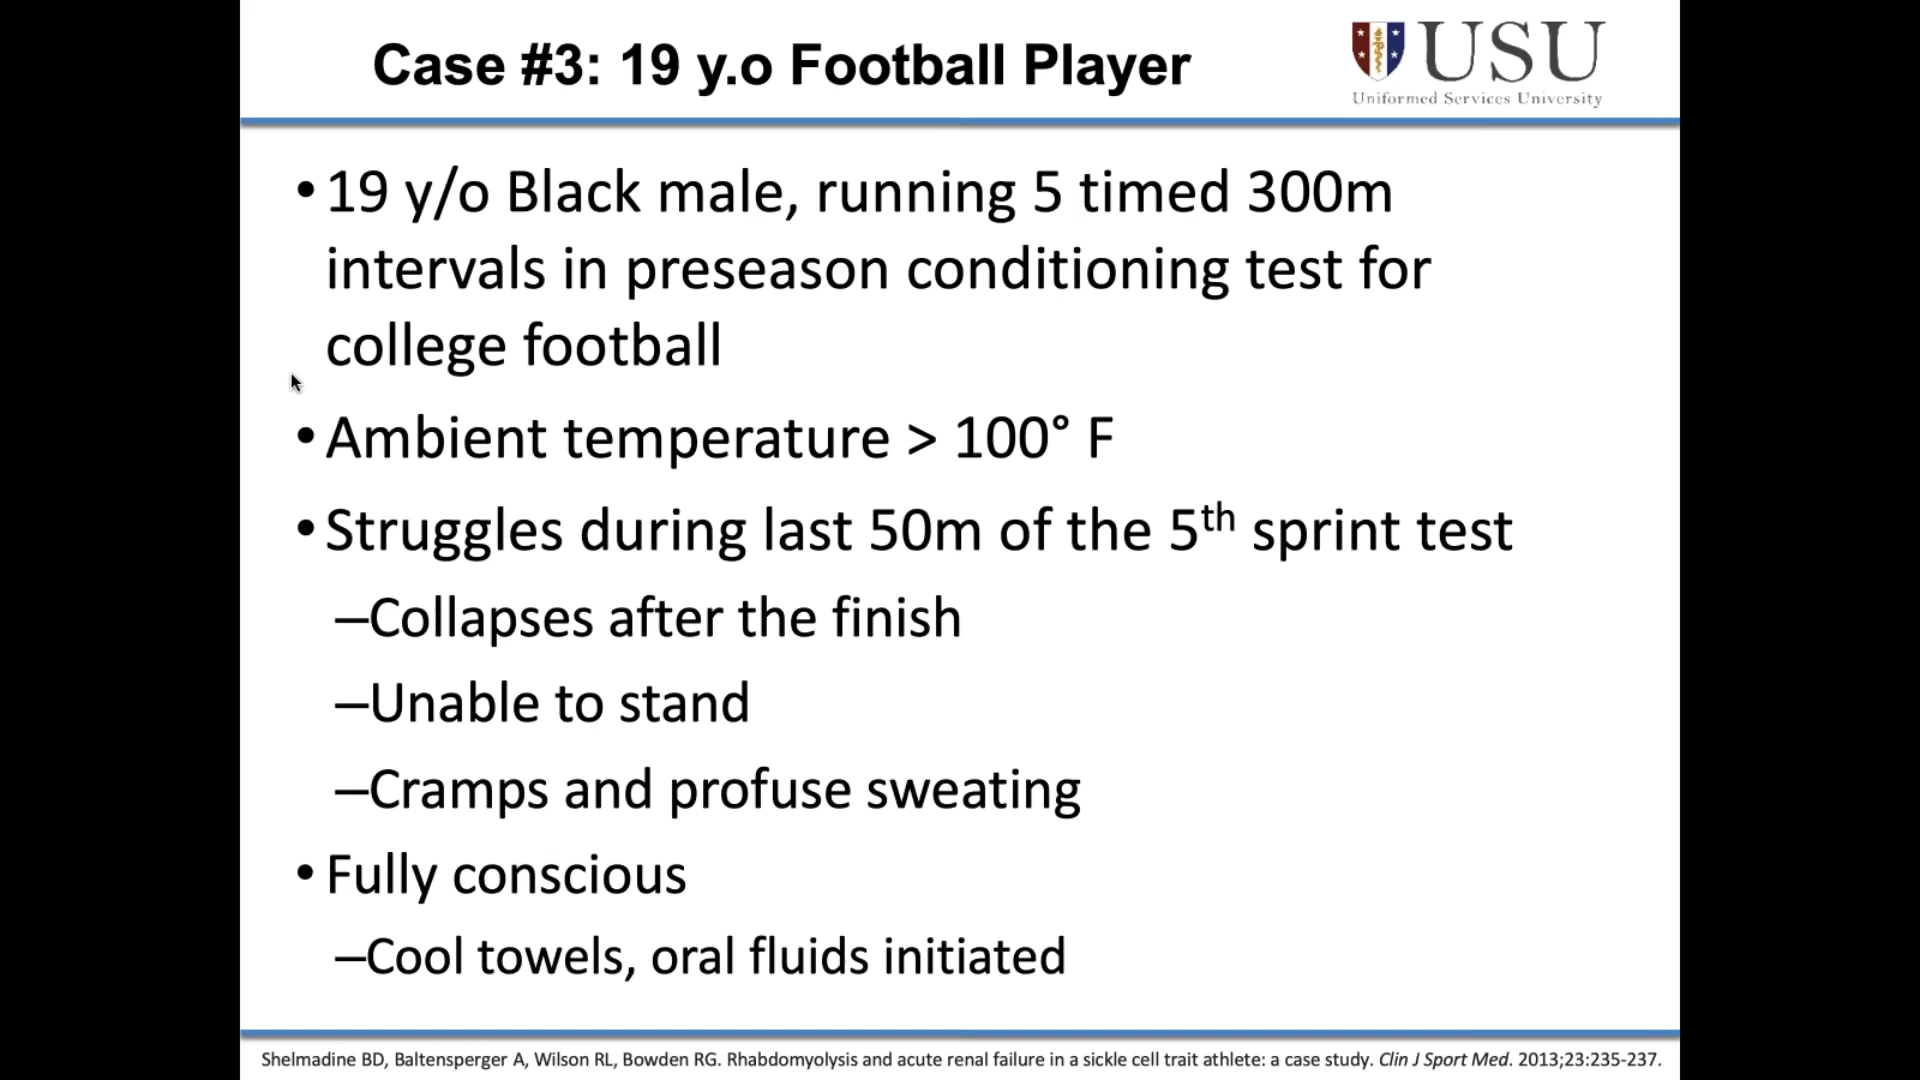 Case #3: 19 y.o Football Player
USU
Uniformed Services University
• 19 y/o Black male, running 5 timed 300m
intervals in preseason conditioning test for
college football
• Ambient temperature > 100° F
• Struggles during last 50m of the 5th sprint test
–Collapses after the finish
–Unable to stand
–Cramps and profuse sweating
• Fully conscious
–Cool towels, oral fluids initiated
Shelmadine BD, Baltensperger A, Wilson RL, Bowden RG. Rhabdomyolysis and acute renal failure in a sickle cell trait athlete: a case study. Clin J Sport Med. 2013;23:235-237.